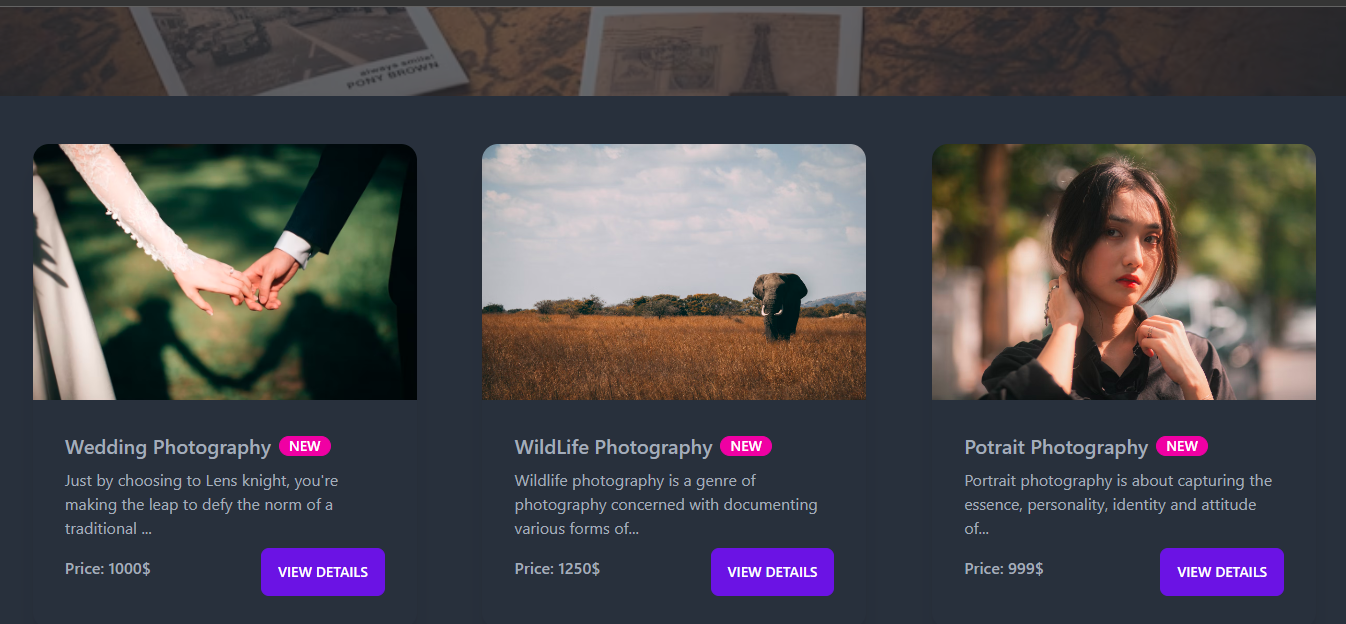 always smile!
PONY BROWN
Wedding Photography NEW
Just by choosing to Lens knight, you're
making the leap to defy the norm of a
traditional ...
Price: 1000$
VIEW DETAILS
WildLife Photography NEW
Wildlife photography is a genre of
photography concerned with documenting
various forms of...
Price: 1250$
VIEW DETAILS
Potrait Photography NEW
Portrait photography is about capturing the
essence, personality, identity and attitude
of...
Price: 999$
VIEW DETAILS